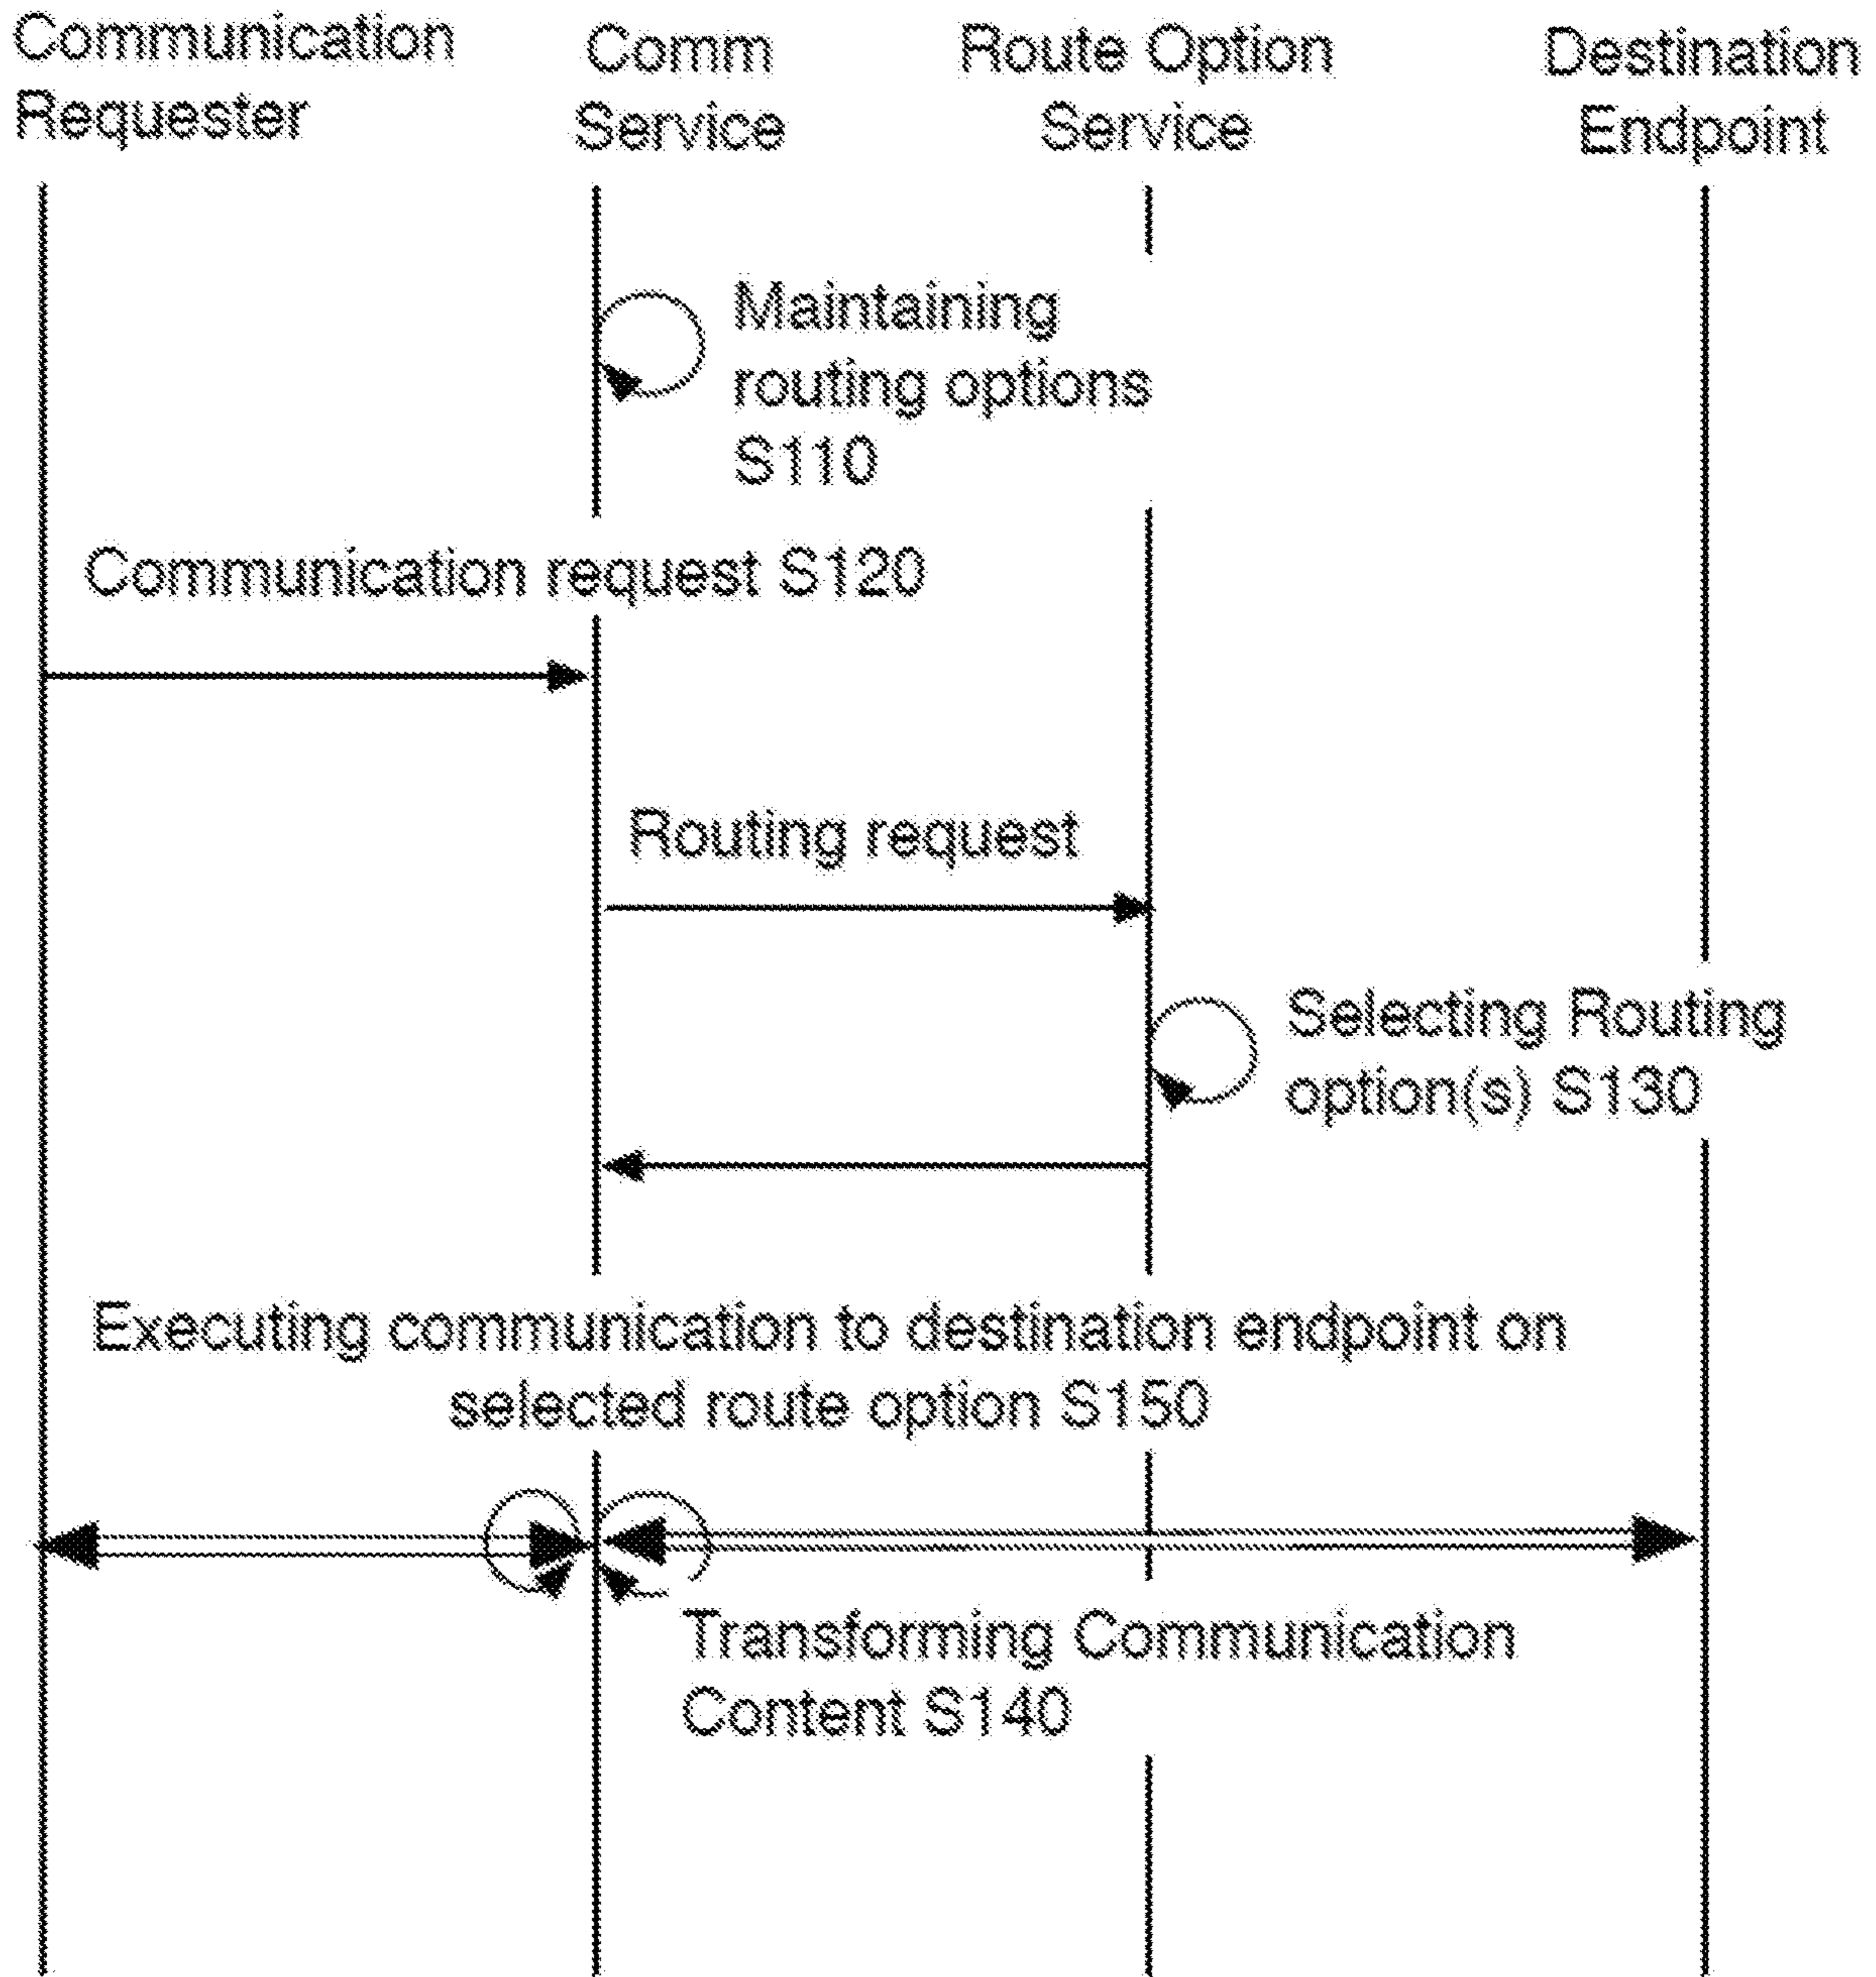 Communication
Requester
Comm
Service
Route Option
Service
Destination
Endpoint
Maintaining
routing options
S110
Communication request S120
Routing request
Selecting Routing
option(s) S130
Executing communication to destination endpoint on
selected route option S150
Transforming Communication
Content S140